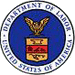 DEPARTMENT OF LABOR
UNITED STATES OF AMERICA